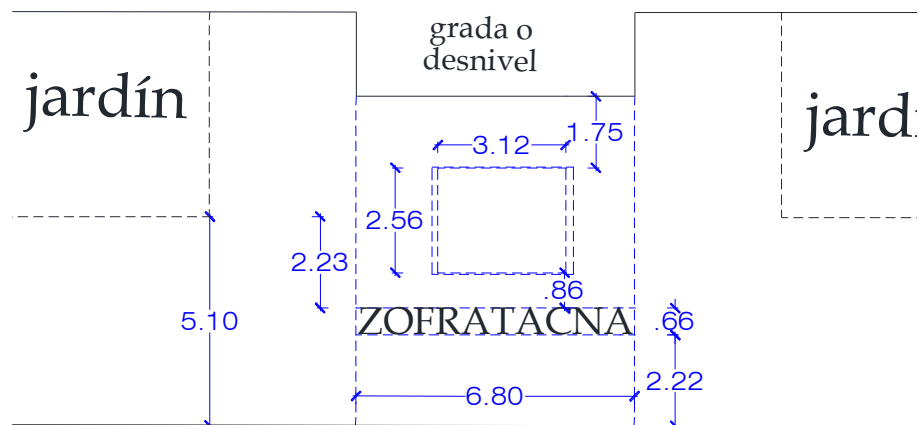 grada o
desnivel
jardín
jardí
1.75
3.12
2.56
2.23
.86
5.10
ZOFRATACNA
.66
2.22
6.80